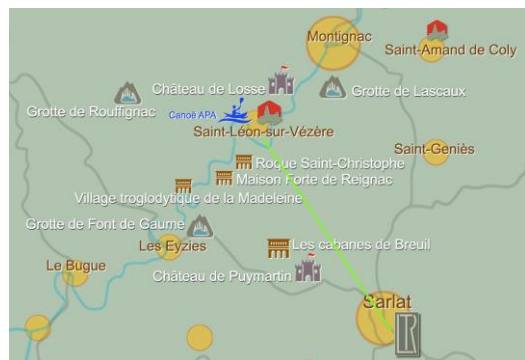 Montignac
Saint-Amand de Coly
Château de Losse
Grotte de Rouffignac
Grotte de Lascaux
Canoë APA
Saint-Léon-sur-Vézère
Saint-Geniès
Roque Saint-Christophe
Maison Forte de Reignac
Village troglodytique de la Madeleine
Grotte de Font de Gaume
Les Eyzies
Les cabanes de Breuil
Le Bugue
Château de Puymartin
Sarlat